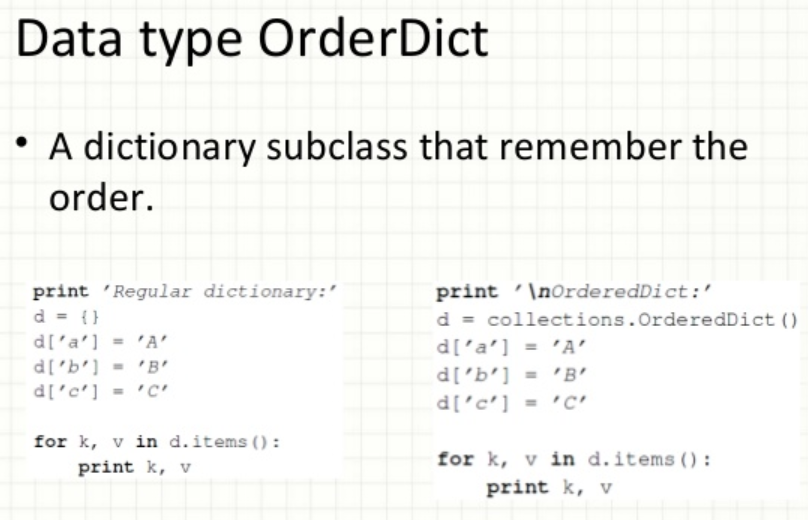 Data type OrderDict
• A dictionary subclass that remember the
order.
print 'Regular dictionary:'
d = {}
d['a'] = 'A'
d['b'] = 'B'
d['c'] = 'C'
for k, v in d.items():
    print k, v
print '\nOrderedDict:'
d = collections.OrderedDict()
d['a'] = 'A'
d['b'] = 'B'
d['c'] = 'C'
for k, v in d.items():
    print k, v